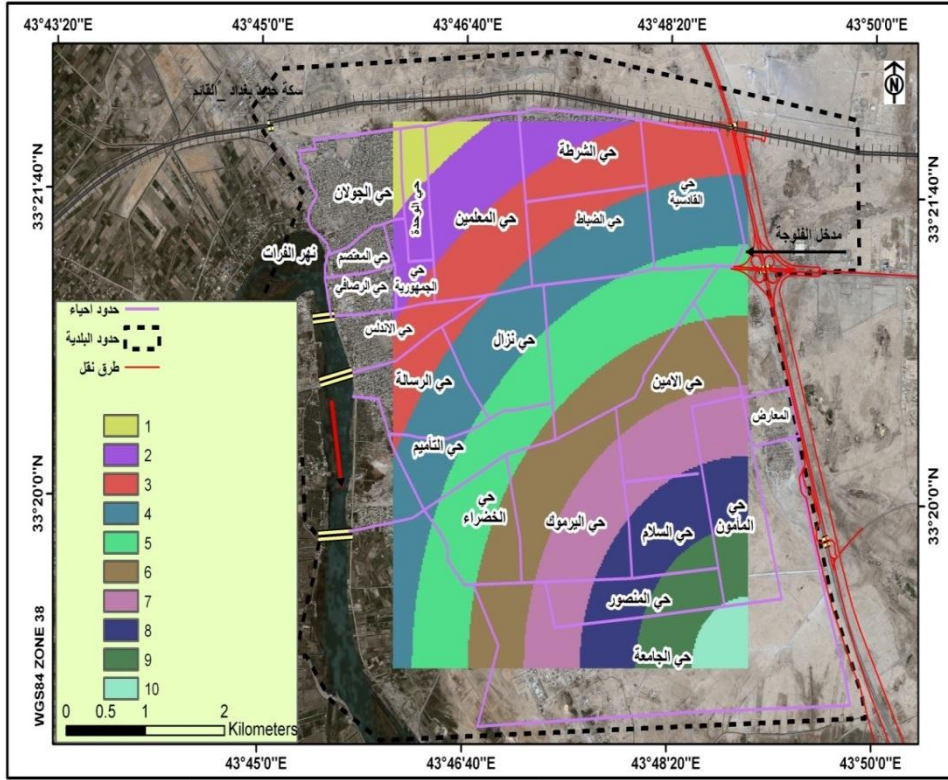 43°43'20"E
43°45'0"E
43°46'40"E
43°48'20"E
43°50'0"E
سكة حديد بغداد _القائم
N
33°21'40"N
33°21'40"N
حي الشرطة
حي الجولان
حي الوحدة
حي المعلمين
حي الضباط
حي
القادسية
مدخل الفلوجة
نهر الفرات
حي المعتصم
حي
الجمهورية
حي الرصافي
حي الاندلس
حي نزال
حدود احياء
حدود البلدية
طرق نقل
حي الرسالة
حي الامين
المعارض
حي التأميم
1
2
3
4
5
6
7
8
9
10
33°20'0"N
33°20'0"N
حي
الخضراء
حي اليرموك
حي السلام
حي
المأمون
حي المنصور
حي الجامعة
WGS84 ZONE 38
0 0.5 1 2
Kilometers
43°45'0"E
43°46'40"E
43°48'20"E
43°50'0"E